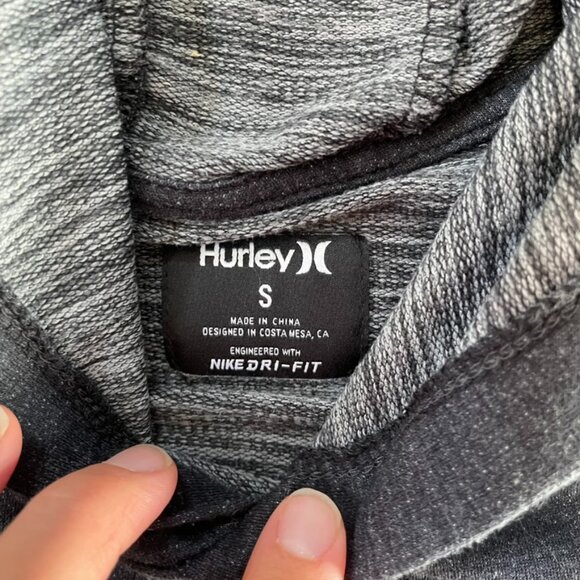 Hurley
S
MADE IN CHINA
DESIGNED IN COSTA MESA, CA
ENGINEERED WITH
NIKE DRI-FIT